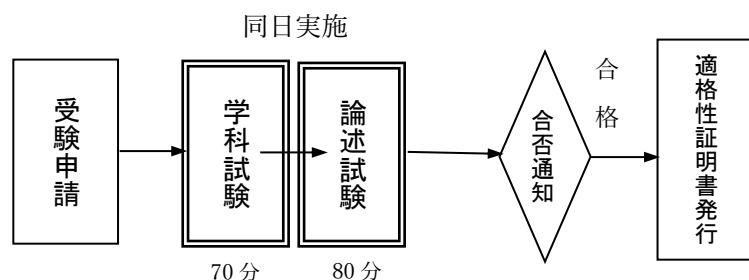 同日実施
受験申請
学科試験
論述試験
合否通知
合格
適格性証明書発行
70分
80分